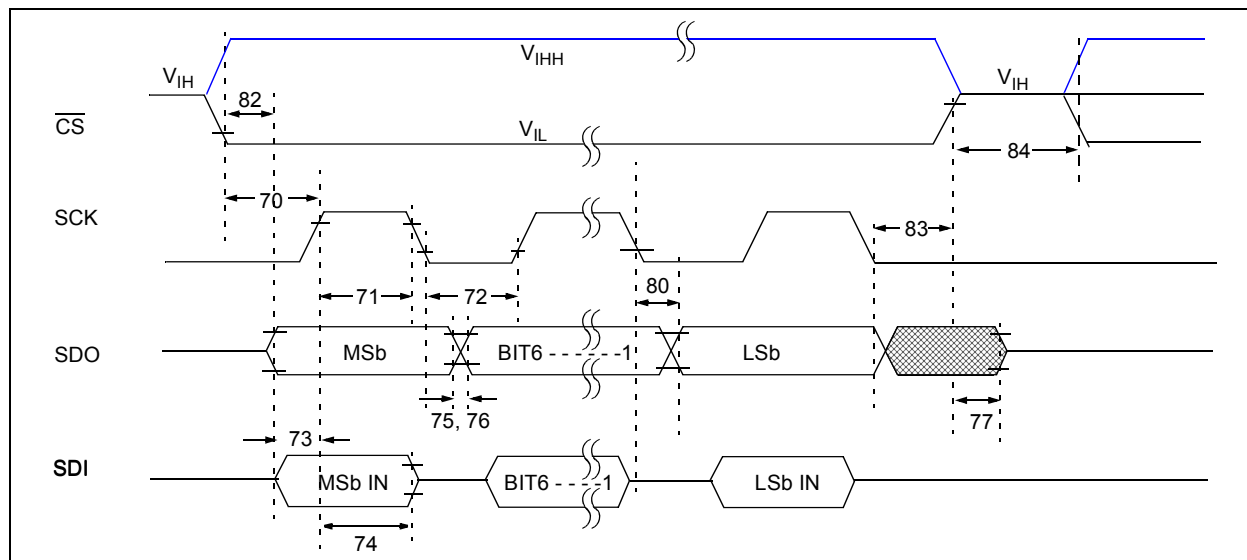 VIHH
VIH
VIH
82
CS
VIL
84
70
SCK
83
71
72
80
SDO
MSb
BIT6 - - - - - -1
LSb
75, 76
77
73
SDI
MSb IN
BIT6 - - - - -1
LSb IN
74